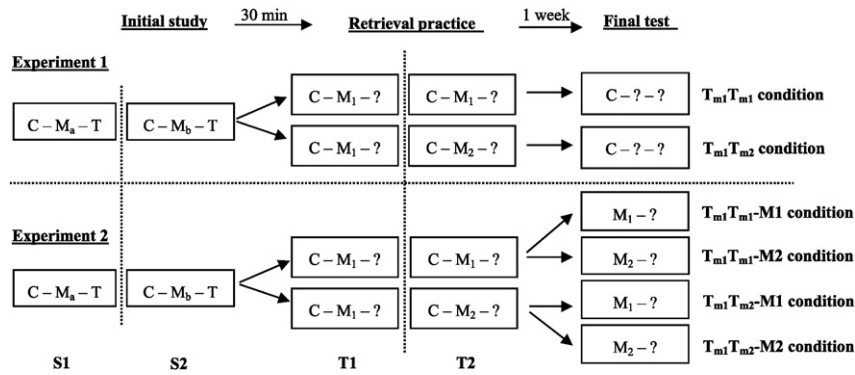 Initial study 30 min Retrieval practice 1 week Final test
Experiment 1
C – Mₐ – T C – M_b – T C – M₁ – ? C – M₁ – ? C – ? – ? Tₘ₁Tₘ₁ condition
C – M₁ – ? C – M₂ – ? C – ? – ? Tₘ₁Tₘ₂ condition
Experiment 2
C – Mₐ – T C – M_b – T C – M₁ – ? C – M₁ – ? M₁ – ? Tₘ₁Tₘ₁-M1 condition
M₂ – ? Tₘ₁Tₘ₁-M2 condition
C – M₁ – ? C – M₂ – ? M₁ – ? Tₘ₁Tₘ₂-M1 condition
M₂ – ? Tₘ₁Tₘ₂-M2 condition
S1 S2 T1 T2